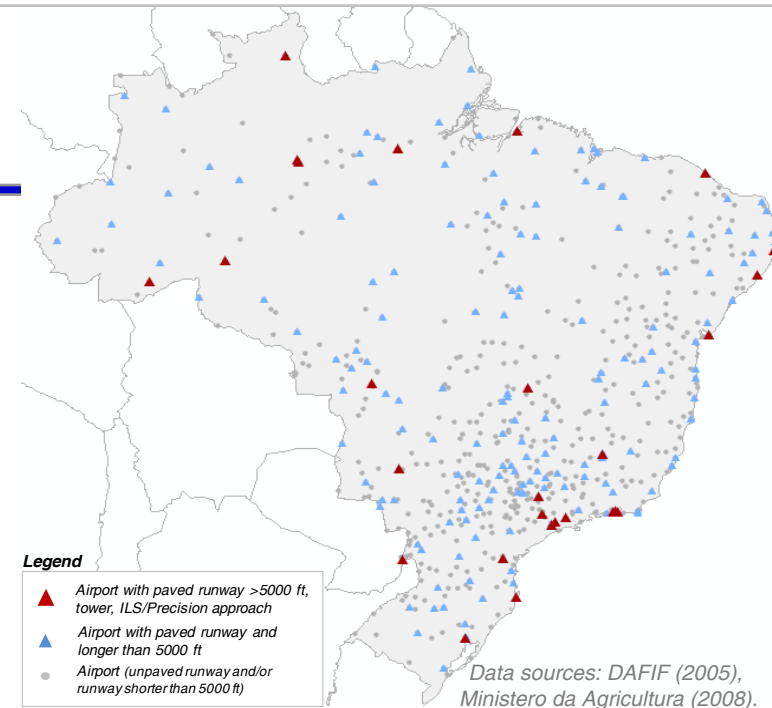 Legend
Airport with paved runway >5000 ft,
tower, ILS/Precision approach
Airport with paved runway and
longer than 5000 ft
Airport (unpaved runway and/or
runway shorter than 5000 ft)
Data sources: DAFIF (2005),
Ministero da Agricultura (2008).